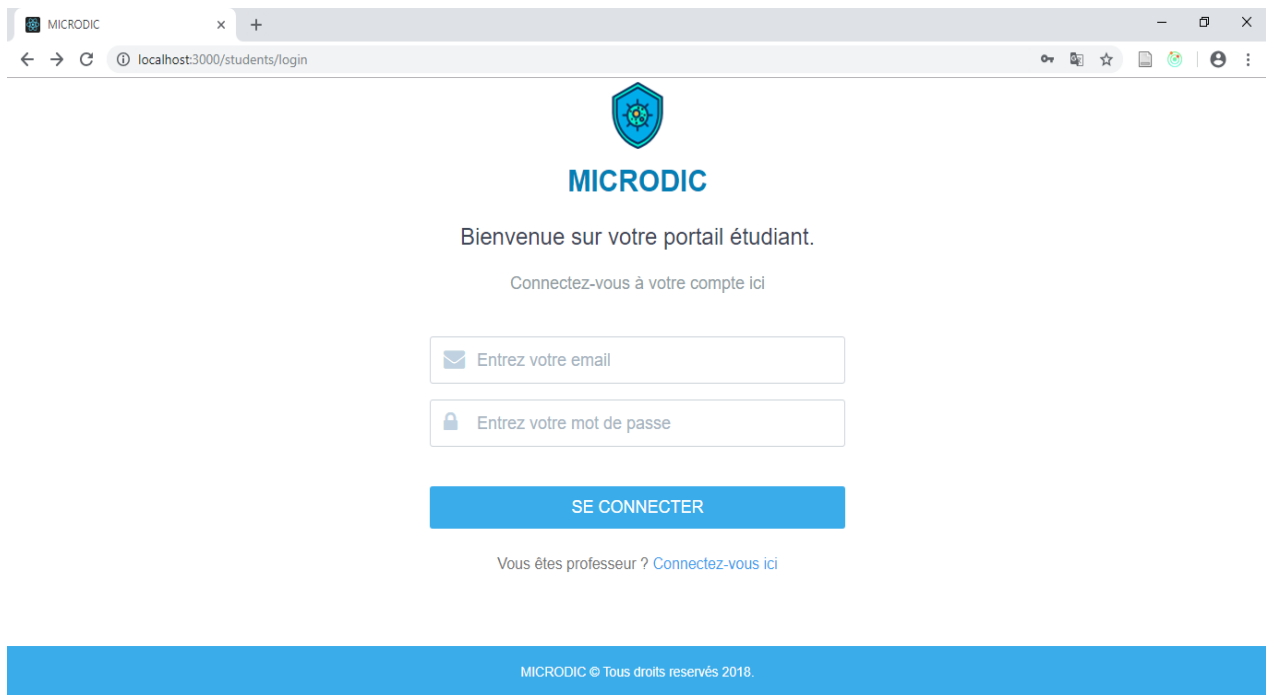 MICRODIC
localhost:3000/students/login
MICRODIC
Bienvenue sur votre portail étudiant.
Connectez-vous à votre compte ici
Entrez votre email
Entrez votre mot de passe
SE CONNECTER
Vous êtes professeur ? Connectez-vous ici
MICRODIC © Tous droits reservés 2018.